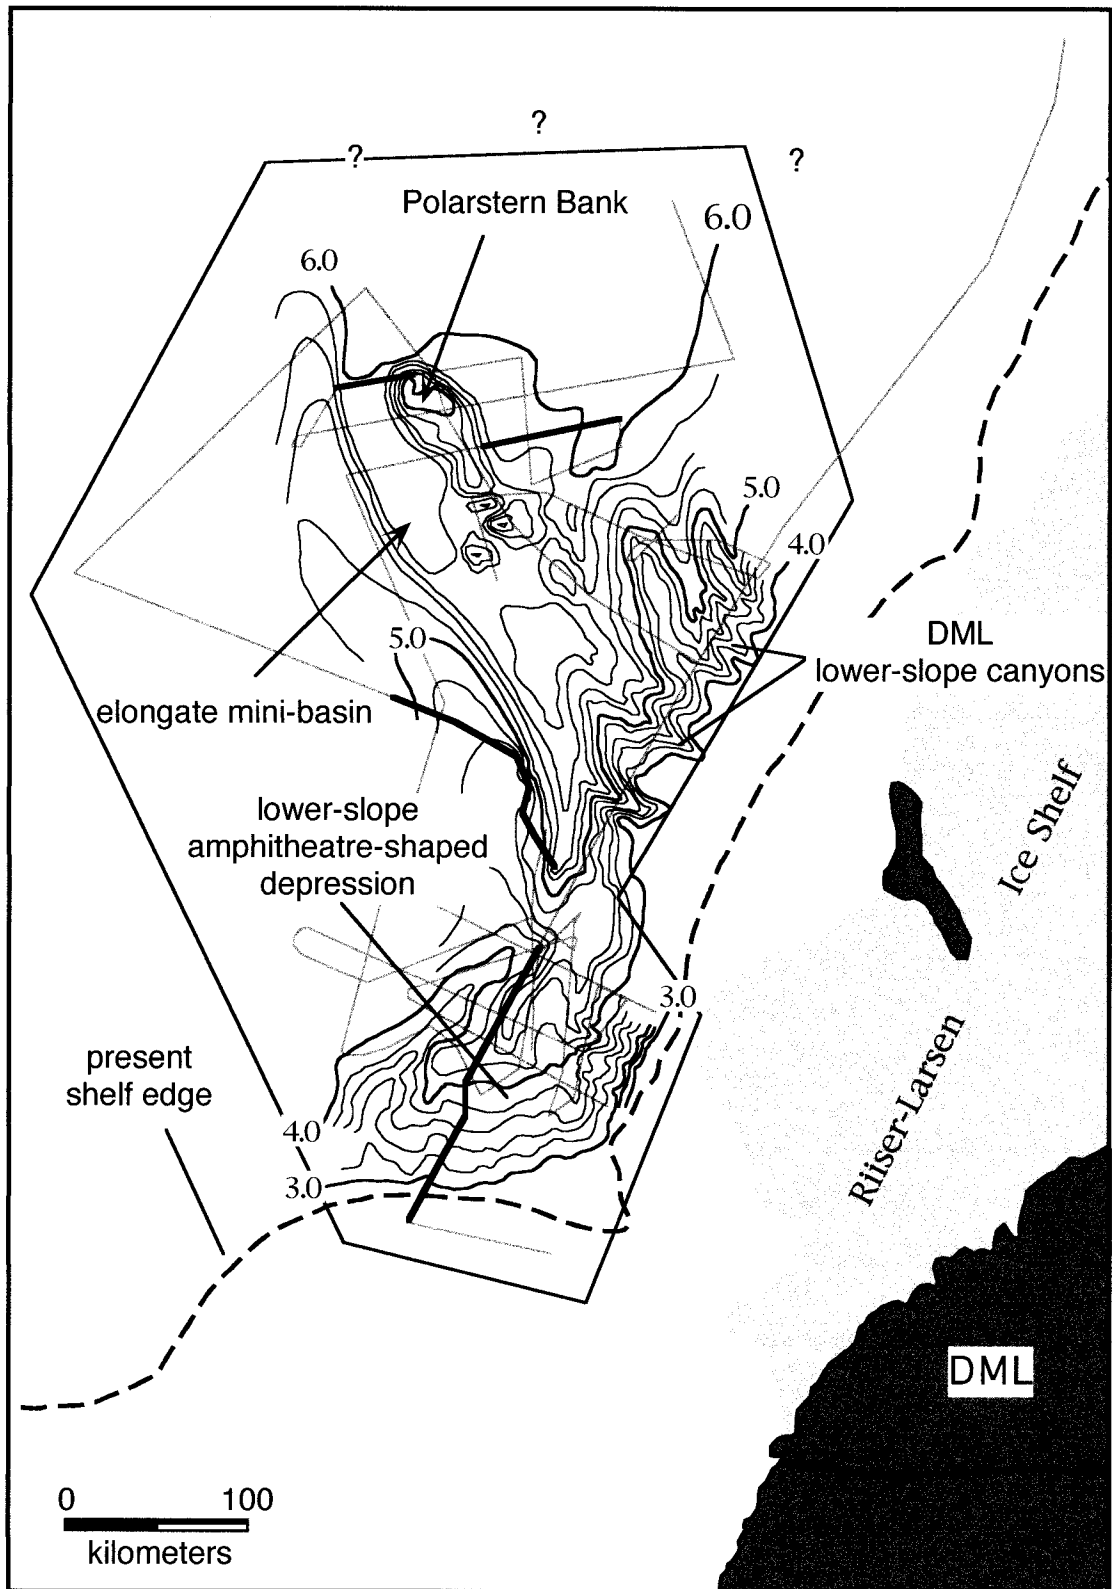 ?
?
?
Polarstern Bank
6.0
6.0
5.0
4.0
DML
lower-slope canyons
5.0
elongate mini-basin
lower-slope
amphitheatre-shaped
depression
Ice Shelf
3.0
Riiser-Larsen
present
shelf edge
4.0
3.0
DML
0 100
kilometers